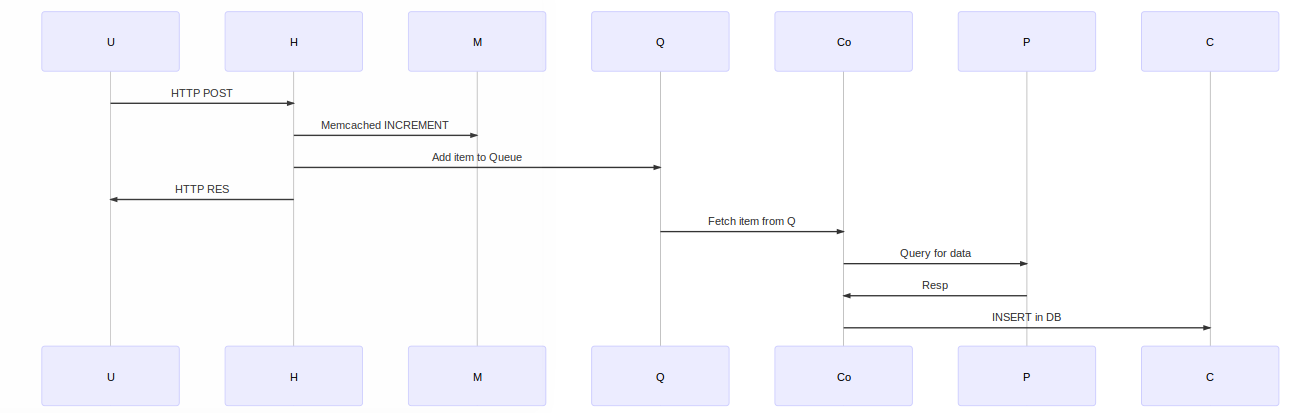 U
H
M
Q
Co
P
C
HTTP POST
Memcached INCREMENT
Add item to Queue
HTTP RES
Fetch item from Q
Query for data
Resp
INSERT in DB
U
H
M
Q
Co
P
C